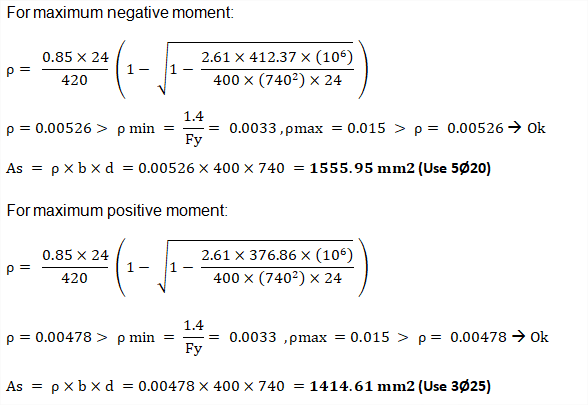 For maximum negative moment:
ρ = 0.85 × 24 / 420 (1 − √(1 − 2.61 × 412.37 × (10⁶) / 400 × (740²) × 24))
ρ = 0.00526 > ρ min = 1.4 / Fy = 0.0033 ,ρmax = 0.015 > ρ = 0.00526 → Ok
As = ρ × b × d = 0.00526 × 400 × 740 = 1555.95 mm2 (Use 5Ø20)
For maximum positive moment:
ρ = 0.85 × 24 / 420 (1 − √(1 − 2.61 × 376.86 × (10⁶) / 400 × (740²) × 24))
ρ = 0.00478 > ρ min = 1.4 / Fy = 0.0033 ,ρmax = 0.015 > ρ = 0.00478 → Ok
As = ρ × b × d = 0.00478 × 400 × 740 = 1414.61 mm2 (Use 3Ø25)